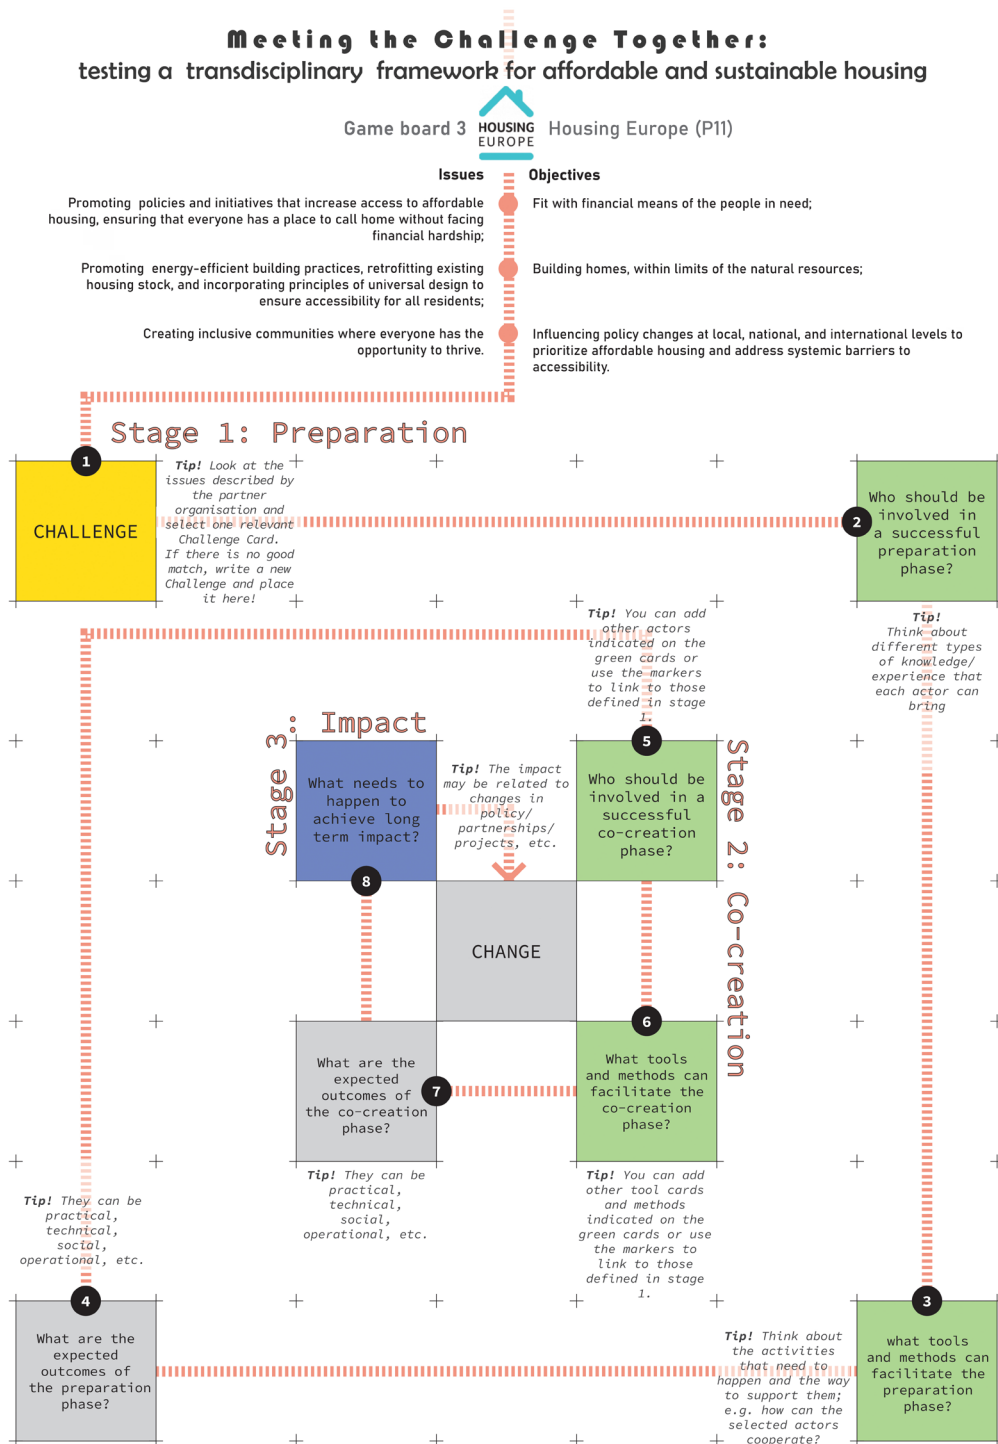 Meeting the Challenge Together:
testing a transdisciplinary framework for affordable and sustainable housing
Game board 3
HOUSING
EUROPE
Housing Europe (P11)
Issues
Objectives
Promoting policies and initiatives that increase access to affordable
housing, ensuring that everyone has a place to call home without facing
financial hardship;
Fit with financial means of the people in need;
Promoting energy-efficient building practices, retrofitting existing
housing stock, and incorporating principles of universal design to
ensure accessibility for all residents;
Building homes, within limits of the natural resources;
Creating inclusive communities where everyone has the
opportunity to thrive.
Influencing policy changes at local, national, and international levels to
prioritize affordable housing and address systemic barriers to
accessibility.
Stage 1: Preparation
1
CHALLENGE
Tip! Look at the
issues described by
the partner
organisation and
select one relevant
Challenge Card.
If there is no good
match, write a new
Challenge and place
it here!
2
Who should be
involved in
a successful
preparation
phase?
Tip!
Think about
different types
of knowledge/
experience that
each actor can
bring
Tip! You can add
other actors
indicated on the
green cards or
use the markers
to link to those
defined in stage
1.
Stage 3: Impact
What needs to
happen to
achieve long
term impact?
8
Tip! The impact
may be related to
changes in
policy/
partnerships/
projects, etc.
5
Who should be
involved in a
successful
co-creation
phase?
Stage 2: Co-creation
CHANGE
What are the
expected
outcomes of
the co-creation
phase?
7
6
What tools
and methods can
facilitate the
co-creation
phase?
Tip! They can be
practical,
technical,
social,
operational, etc.
Tip! You can add
other tool cards
and methods
indicated on the
green cards or use
the markers to
link to those
defined in stage
1.
Tip! They can be
practical,
technical,
social,
operational, etc.
4
What are the
expected
outcomes of
the preparation
phase?
Tip! Think about
the activities
that need to
happen and the way
to support them;
e.g. how can the
selected actors
cooperate?
3
what tools
and methods can
facilitate the
preparation
phase?